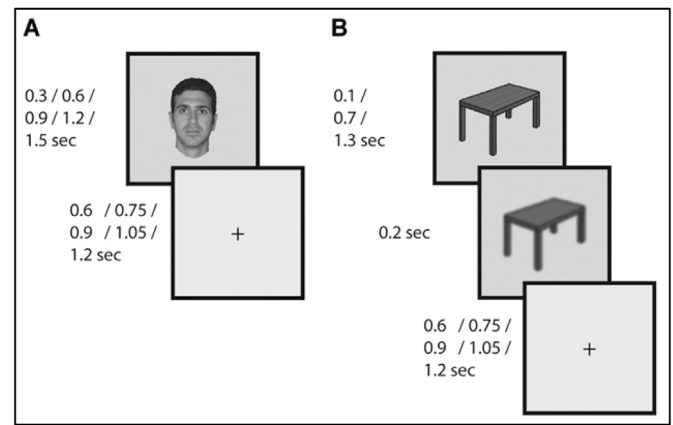 A
B
0.3 / 0.6 /
0.9 / 1.2 /
1.5 sec
0.6 / 0.75 /
0.9 / 1.05 /
1.2 sec
0.1 /
0.7 /
1.3 sec
0.2 sec
0.6 / 0.75 /
0.9 / 1.05 /
1.2 sec